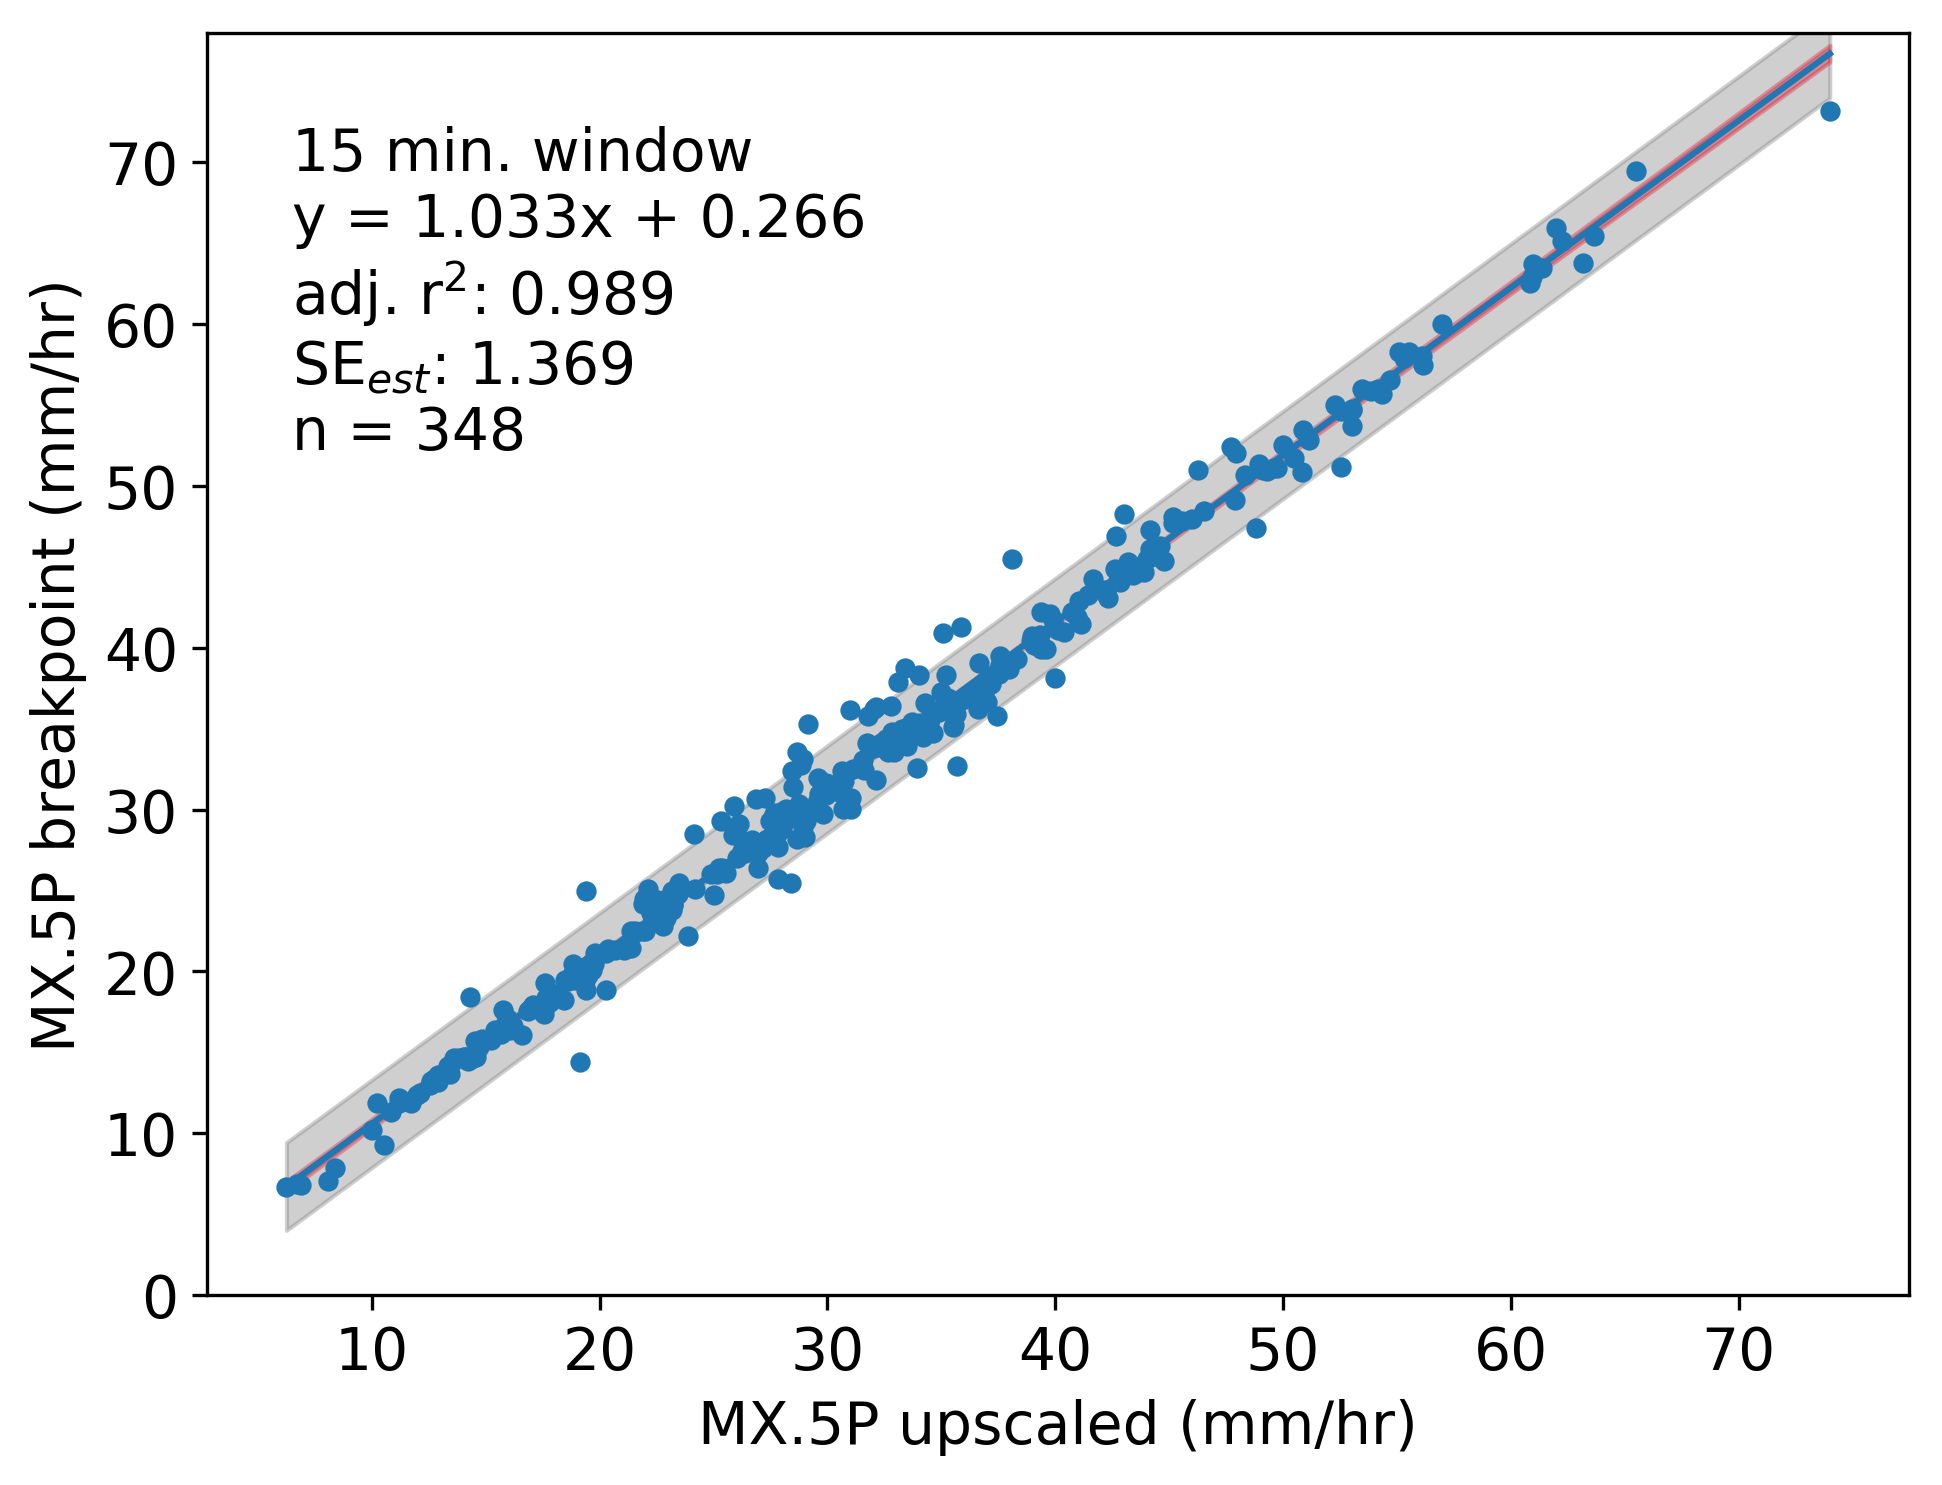 15 min. window
y = 1.033x + 0.266
adj. r²: 0.989
SEest: 1.369
n = 348
MX.5P breakpoint (mm/hr)
70
60
50
40
30
20
10
0
10 20 30 40 50 60 70
MX.5P upscaled (mm/hr)